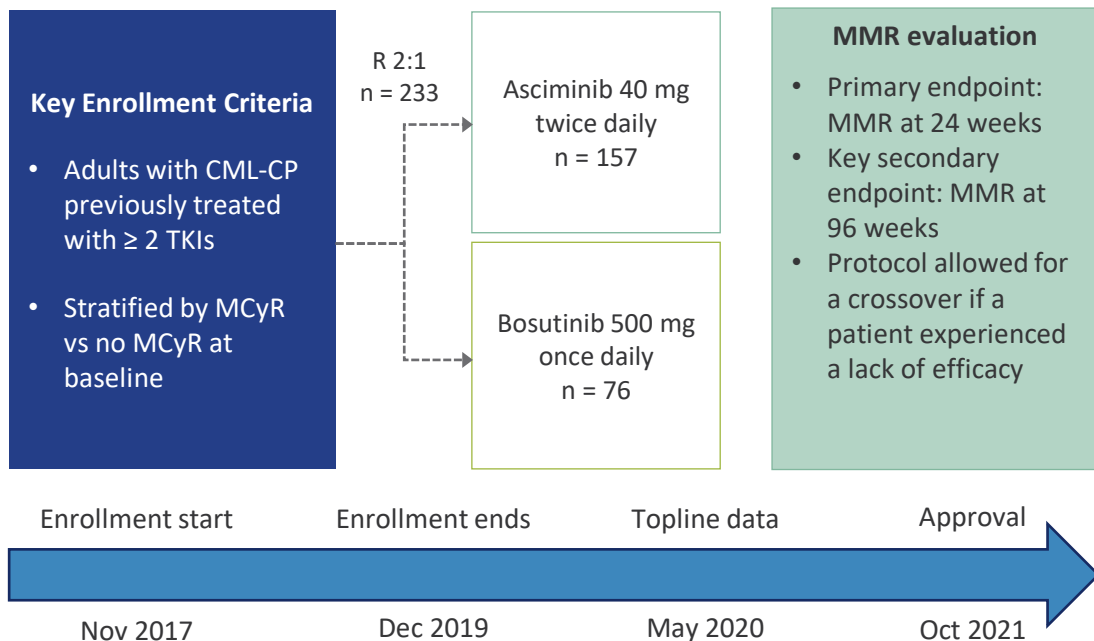 Key Enrollment Criteria
• Adults with CML-CP
previously treated
with ≥ 2 TKIs
• Stratified by MCyR
vs no MCyR at
baseline
R 2:1
n = 233
Asciminib 40 mg
twice daily
n = 157
Bosutinib 500 mg
once daily
n = 76
MMR evaluation
• Primary endpoint:
MMR at 24 weeks
• Key secondary
endpoint: MMR at
96 weeks
• Protocol allowed for
a crossover if a
patient experienced
a lack of efficacy
Enrollment start
Enrollment ends
Topline data
Approval
Nov 2017
Dec 2019
May 2020
Oct 2021